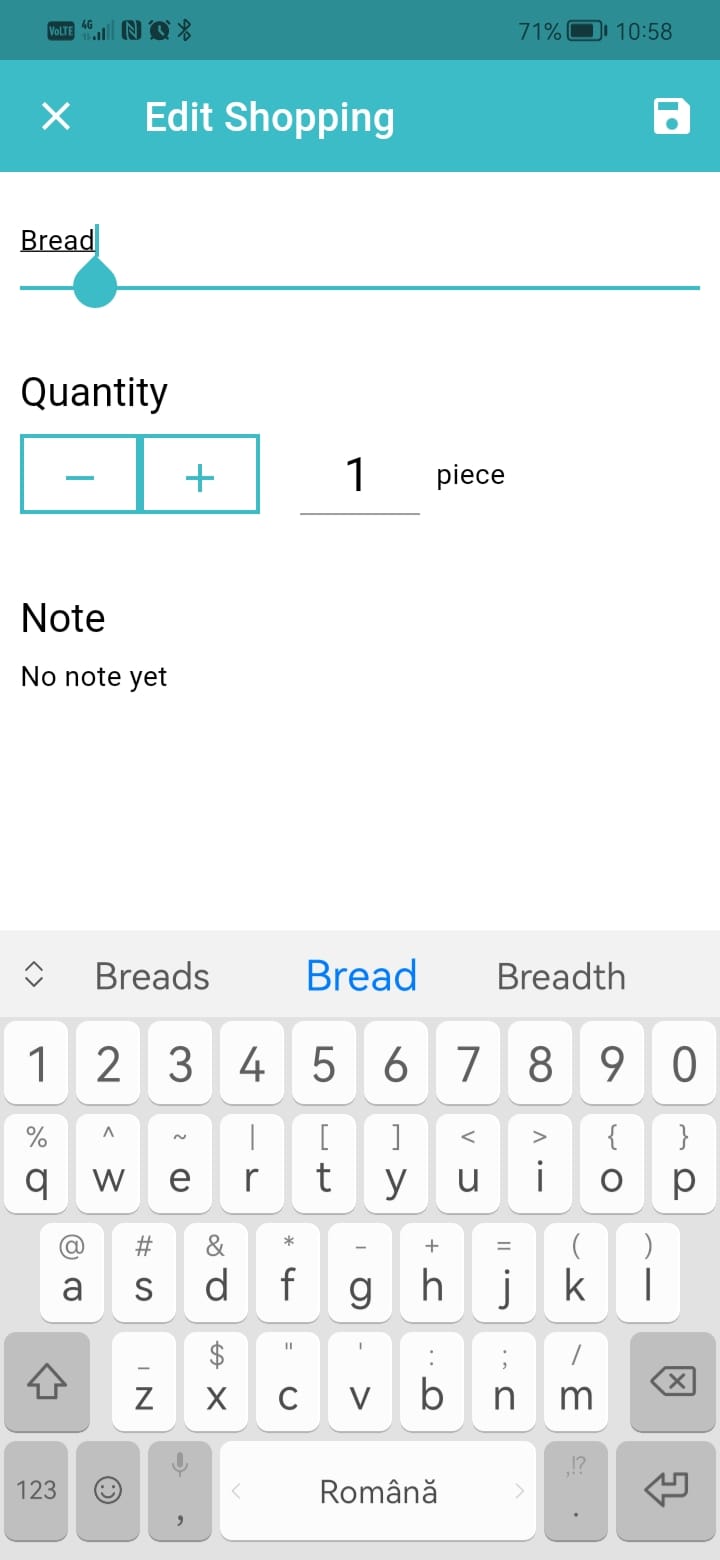 VoLTE 4G 71% 10:58
Edit Shopping
Bread
Quantity
− + 1 piece
Note
No note yet
Breads Bread Breadth
1 2 3 4 5 6 7 8 9 0
% ^ ~ | [ ] < > { }
q w e r t y u i o p
@ # & * - + = ( )
a s d f g h j k l
_ $ " ' : ; /
z x c v b n m
,!?
123 , Română .